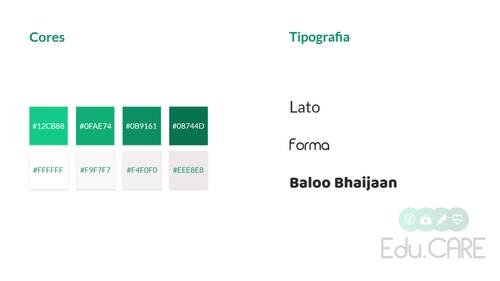 Cores
#12CB88 #0FAE74 #0B9161 #08744D
#FFFFFF #F9F7F7 #F4F0F0 #EEE8E8
Tipografia
Lato
Forma
Baloo Bhaijaan
Edu.CARE